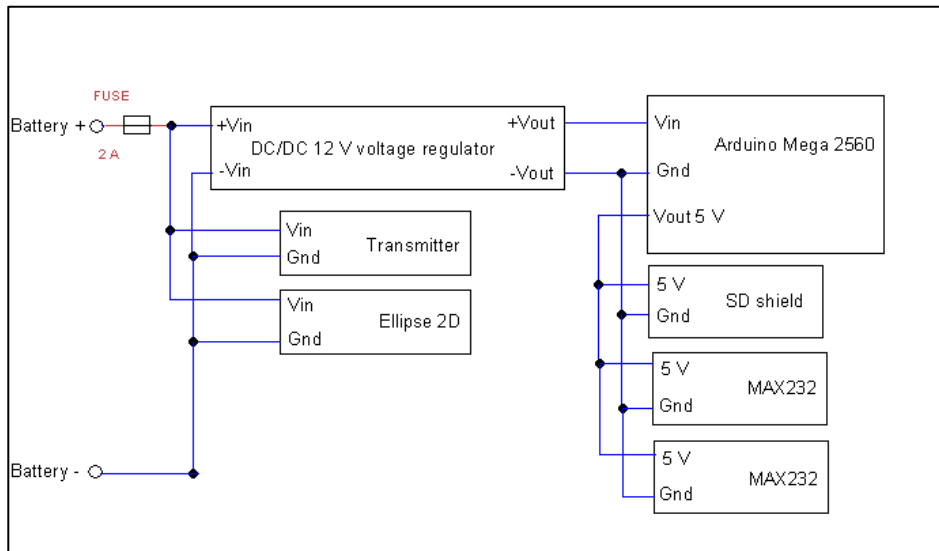 FUSE
Battery +
2 A
+Vin
+Vout
DC/DC 12 V voltage regulator
-Vin
-Vout
Vin
Arduino Mega 2560
Gnd
Vout 5 V
Vin
Transmitter
Gnd
Vin
Ellipse 2D
Gnd
5 V
SD shield
Gnd
5 V
MAX232
Gnd
5 V
MAX232
Gnd
Battery -